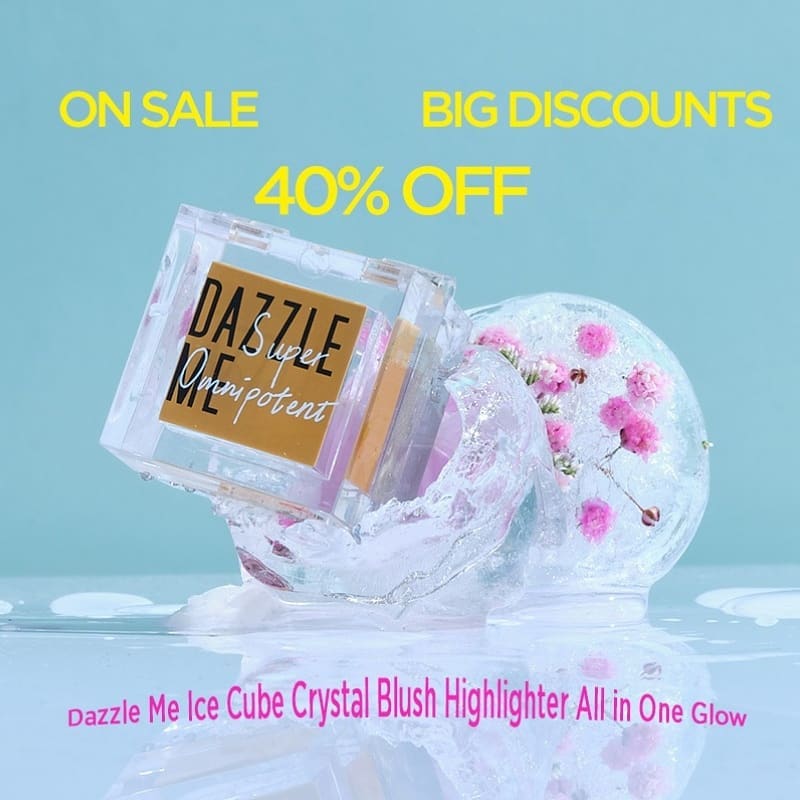 ON SALE
BIG DISCOUNTS
40% OFF
DAZZLE
ME
Super
Omnipotent
Dazzle Me Ice Cube Crystal Blush Highlighter All in One Glow